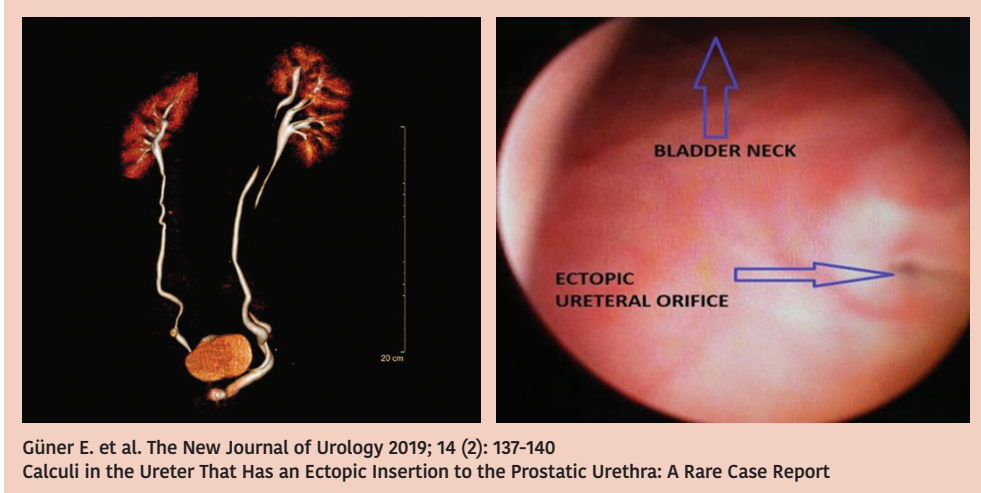 20 cm
BLADDER NECK
ECTOPIC
URETERAL ORIFICE
Güner E. et al. The New Journal of Urology 2019; 14 (2): 137-140
Calculi in the Ureter That Has an Ectopic Insertion to the Prostatic Urethra: A Rare Case Report